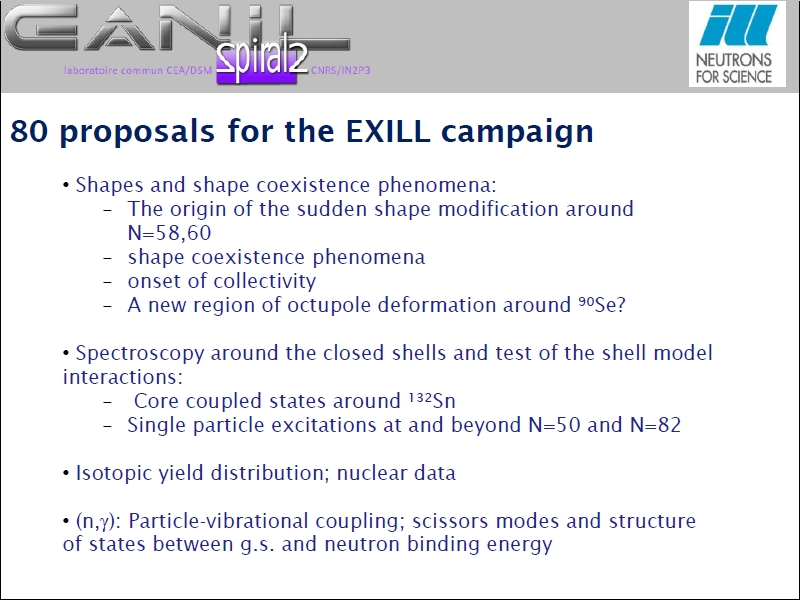 GANIL
spiral2
laboratoire commun CEA/DSM CNRS/IN2P3
ill
NEUTRONS
FOR SCIENCE
80 proposals for the EXILL campaign
• Shapes and shape coexistence phenomena:
– The origin of the sudden shape modification around
N=58,60
– shape coexistence phenomena
– onset of collectivity
– A new region of octupole deformation around ⁹⁰Se?
• Spectroscopy around the closed shells and test of the shell model
interactions:
– Core coupled states around ¹³²Sn
– Single particle excitations at and beyond N=50 and N=82
• Isotopic yield distribution; nuclear data
• (n,γ): Particle-vibrational coupling; scissors modes and structure
of states between g.s. and neutron binding energy